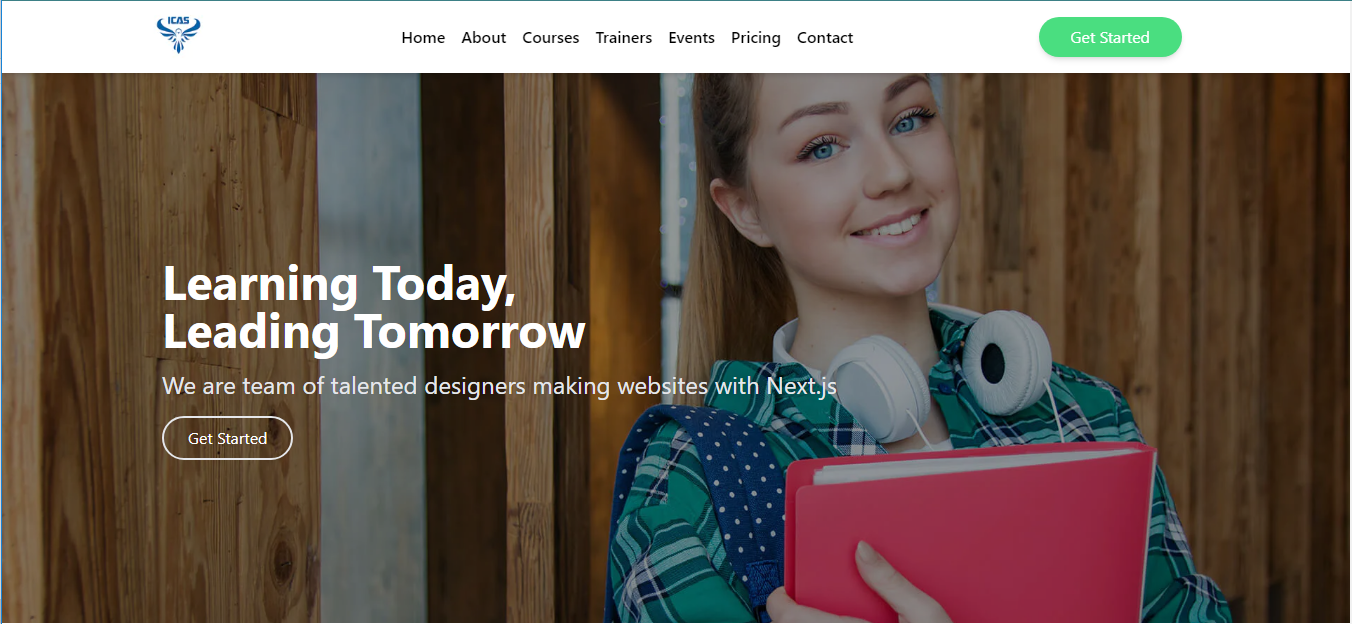 ICAS
Home About Courses Trainers Events Pricing Contact
Get Started
Learning Today,
Leading Tomorrow
We are team of talented designers making websites with Next.js
Get Started